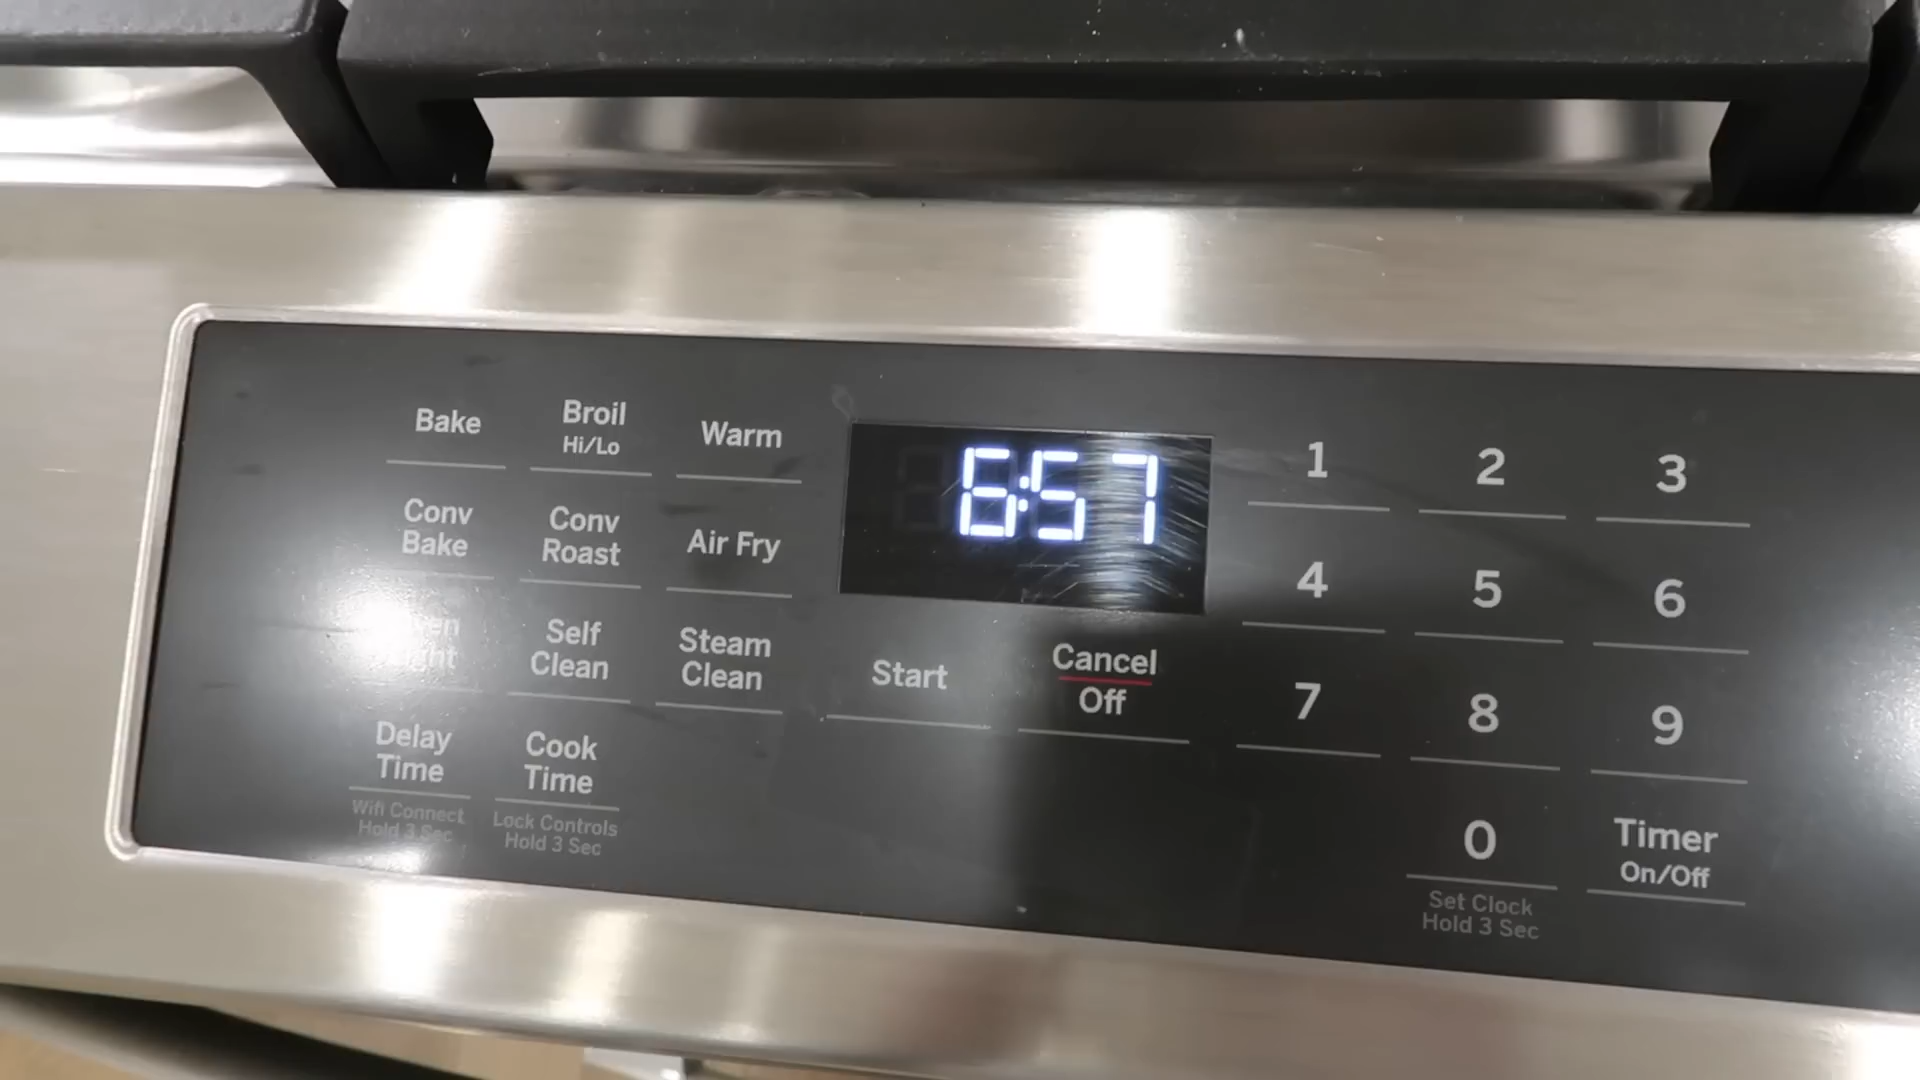 Bake
Broil
Hi/Lo
Warm
Conv
Bake
Conv
Roast
Air Fry
Self
Clean
Steam
Clean
Delay
Time
Wifi Connect
Hold 3 Sec
Cook
Time
Lock Controls
Hold 3 Sec
6:57
Start
Cancel
Off
1
2
3
4
5
6
7
8
9
0
Set Clock
Hold 3 Sec
Timer
On/Off